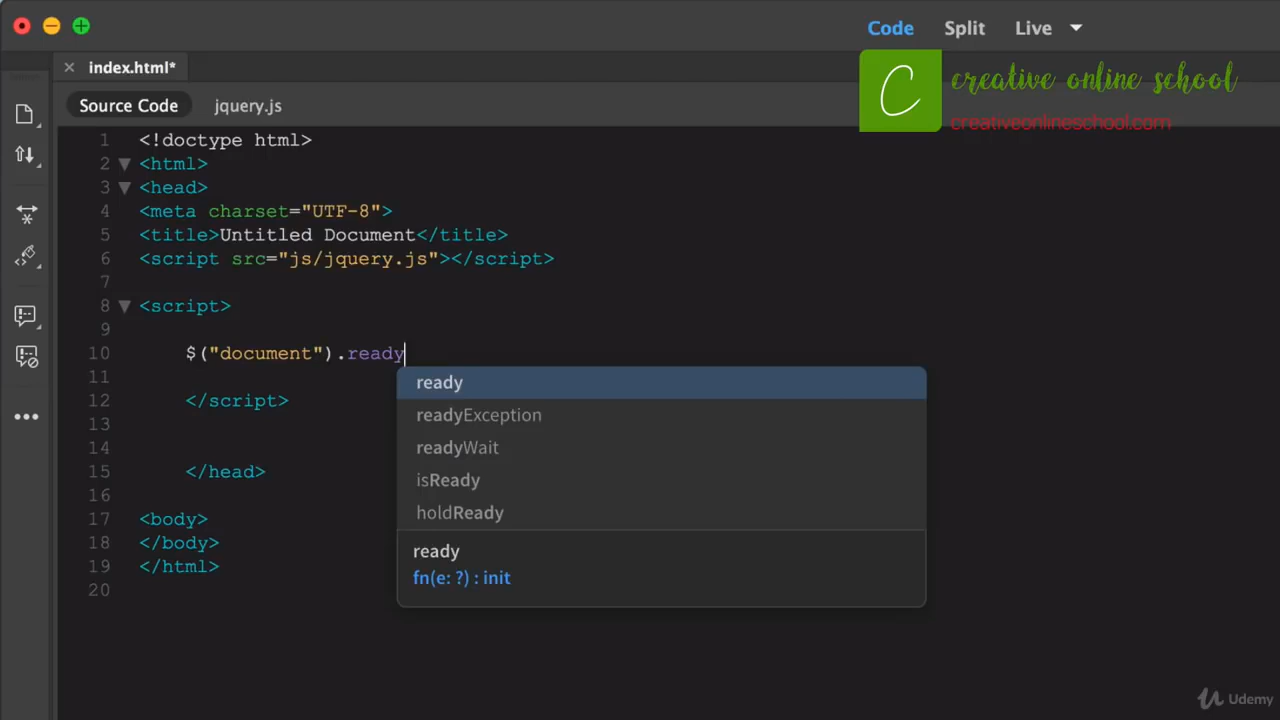 Code Split Live
index.html*
C creative online school
creativeonlineschool.com
Source Code jquery.js
1 <!doctype html>
2 <html>
3 <head>
4 <meta charset="UTF-8">
5 <title>Untitled Document</title>
6 <script src="js/jquery.js"></script>
7
8 <script>
9
10 $("document").ready
11
12 </script>
13
14
15 </head>
16
17 <body>
18 </body>
19 </html>
20
ready
readyException
readyWait
isReady
holdReady
ready
fn(e: ?) : init
Udemy